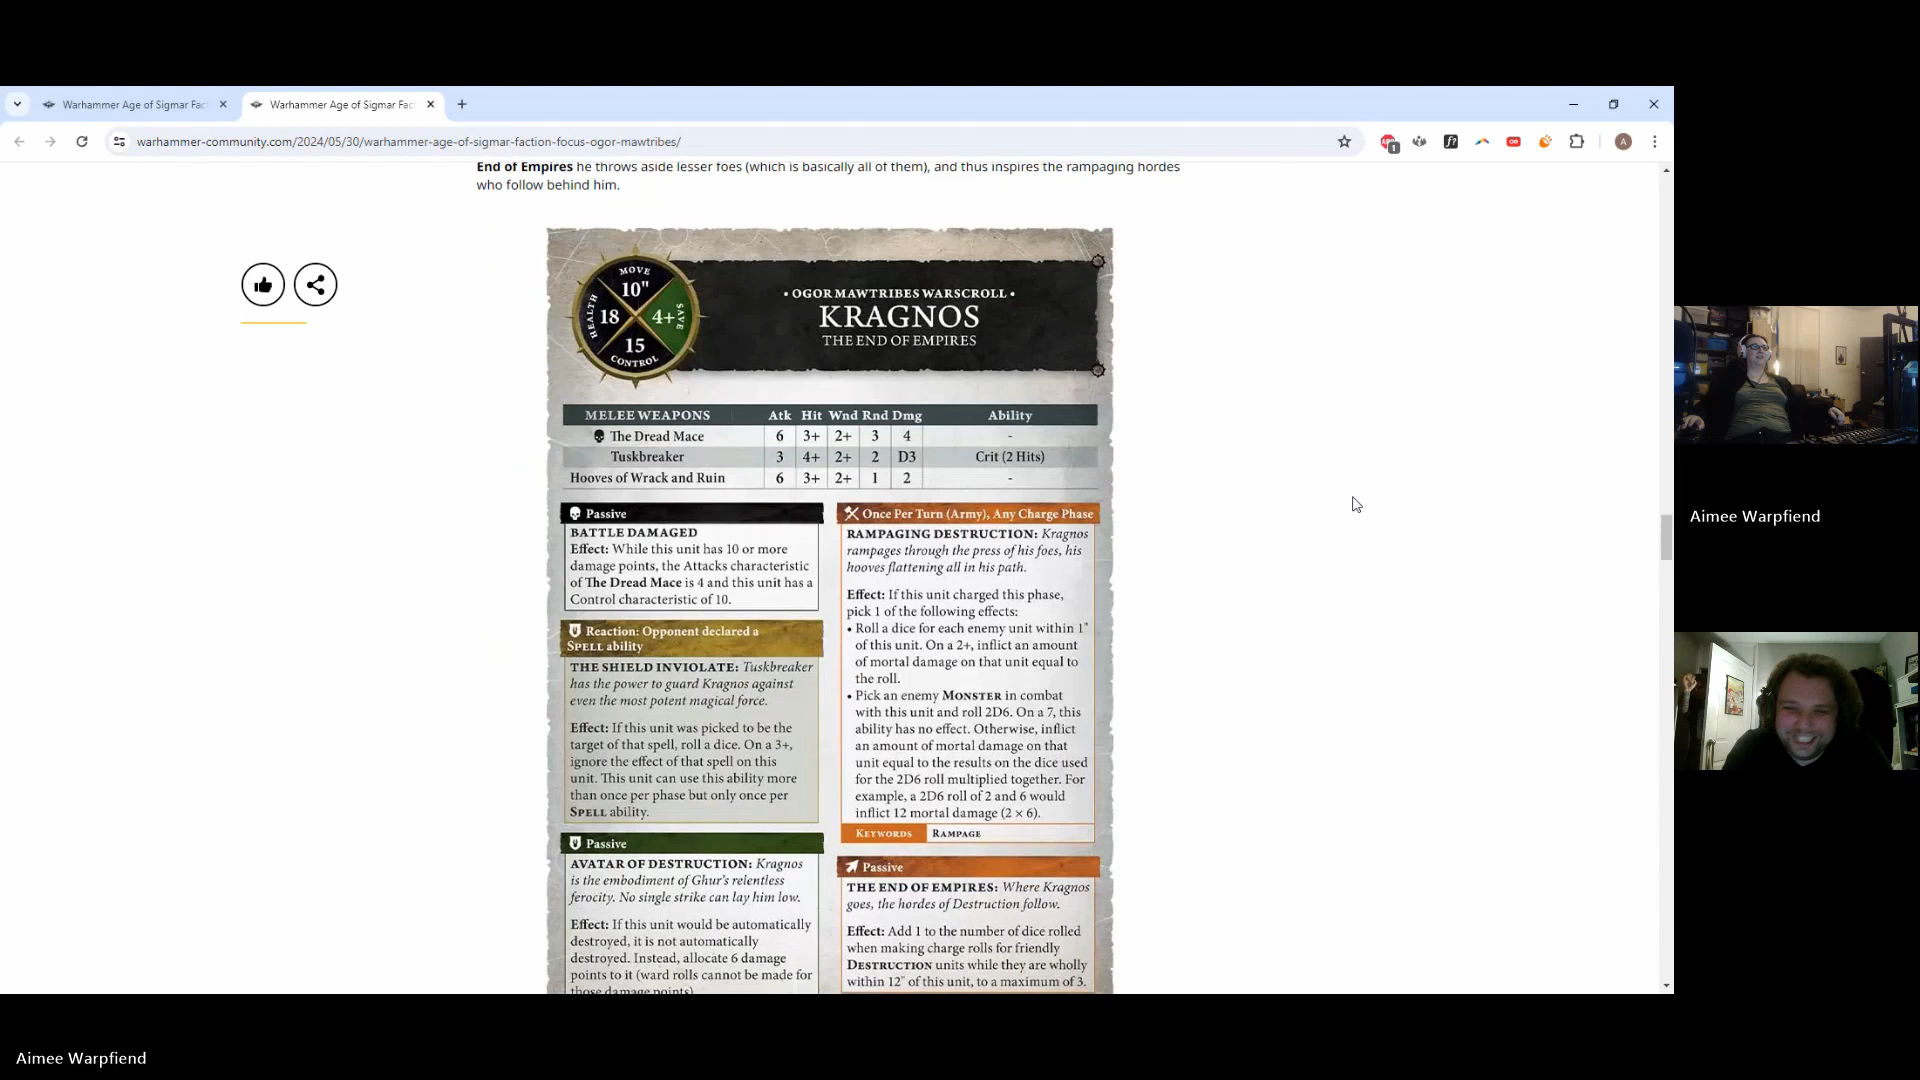 Warhammer Age of Sigmar Fac
Warhammer Age of Sigmar Fac
warhammer-community.com/2024/05/30/warhammer-age-of-sigmar-faction-focus-ogor-mawtribes/
1
A
End of Empires he throws aside lesser foes (which is basically all of them), and thus inspires the rampaging hordes
who follow behind him.
MOVE
10"
HEALTH
18
4+
SAVE
15
CONTROL
• OGOR MAWTRIBES WARSCROLL •
KRAGNOS
THE END OF EMPIRES
MELEE WEAPONS Atk Hit Wnd Rnd Dmg Ability
The Dread Mace 6 3+ 2+ 3 4 -
Tuskbreaker 3 4+ 2+ 2 D3 Crit (2 Hits)
Hooves of Wrack and Ruin 6 3+ 2+ 1 2 -
Passive
BATTLE DAMAGED
Effect: While this unit has 10 or more
damage points, the Attacks characteristic
of The Dread Mace is 4 and this unit has a
Control characteristic of 10.
Reaction: Opponent declared a
SPELL ability
THE SHIELD INVIOLATE: Tuskbreaker
has the power to guard Kragnos against
even the most potent magical force.
Effect: If this unit was picked to be the
target of that spell, roll a dice. On a 3+,
ignore the effect of that spell on this
unit. This unit can use this ability more
than once per phase but only once per
SPELL ability.
Passive
AVATAR OF DESTRUCTION: Kragnos
is the embodiment of Ghur's relentless
ferocity. No single strike can lay him low.
Effect: If this unit would be automatically
destroyed, it is not automatically
destroyed. Instead, allocate 6 damage
points to it (ward rolls cannot be made for
those damage points)
Once Per Turn (Army), Any Charge Phase
RAMPAGING DESTRUCTION: Kragnos
rampages through the press of his foes, his
hooves flattening all in his path.
Effect: If this unit charged this phase,
pick 1 of the following effects:
• Roll a dice for each enemy unit within 1"
of this unit. On a 2+, inflict an amount
of mortal damage on that unit equal to
the roll.
• Pick an enemy MONSTER in combat
with this unit and roll 2D6. On a 7, this
ability has no effect. Otherwise, inflict
an amount of mortal damage on that
unit equal to the results on the dice used
for the 2D6 roll multiplied together. For
example, a 2D6 roll of 2 and 6 would
inflict 12 mortal damage (2 × 6).
KEYWORDS RAMPAGE
Passive
THE END OF EMPIRES: Where Kragnos
goes, the hordes of Destruction follow.
Effect: Add 1 to the number of dice rolled
when making charge rolls for friendly
DESTRUCTION units while they are wholly
within 12" of this unit, to a maximum of 3.
Aimee Warpfiend
Aimee Warpfiend